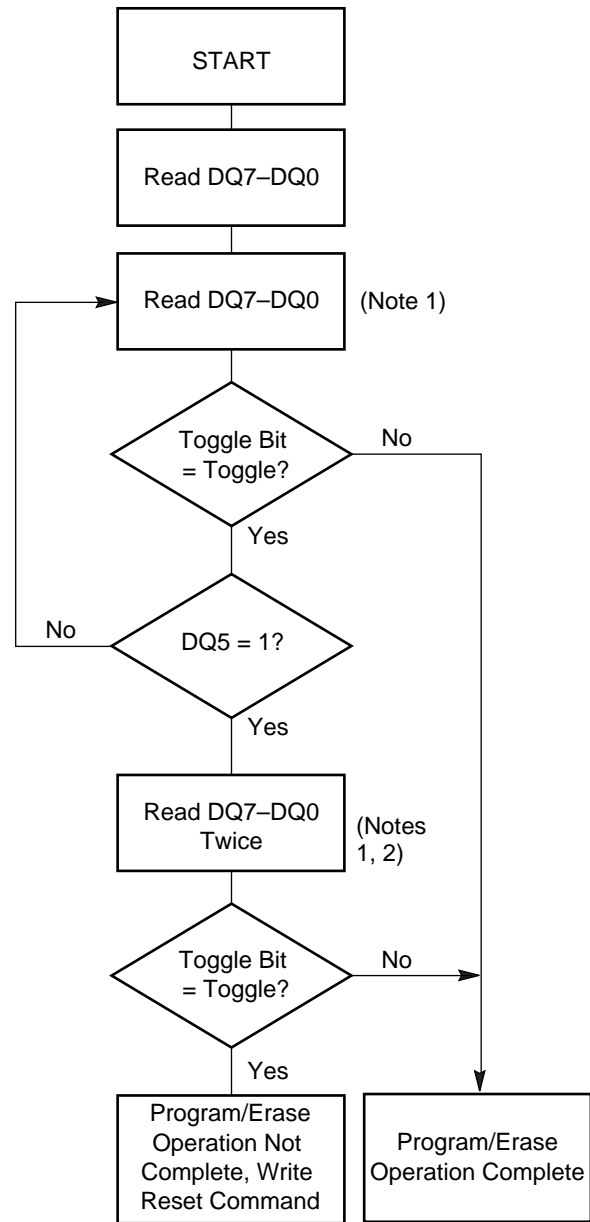 START
Read DQ7–DQ0
Read DQ7–DQ0
(Note 1)
Toggle Bit
= Toggle?
No
Yes
No
DQ5 = 1?
Yes
Read DQ7–DQ0
Twice
(Notes
1, 2)
Toggle Bit
= Toggle?
No
Yes
Program/Erase
Operation Not
Complete, Write
Reset Command
Program/Erase
Operation Complete